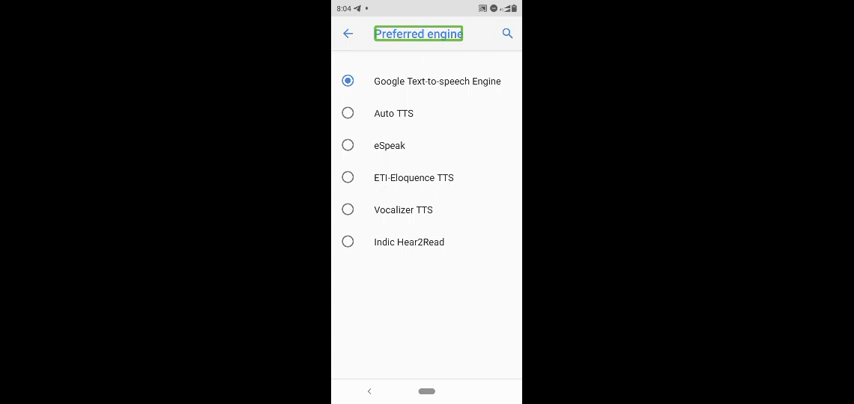 8:04
Preferred engine
Google Text-to-speech Engine
Auto TTS
eSpeak
ETI-Eloquence TTS
Vocalizer TTS
Indic Hear2Read